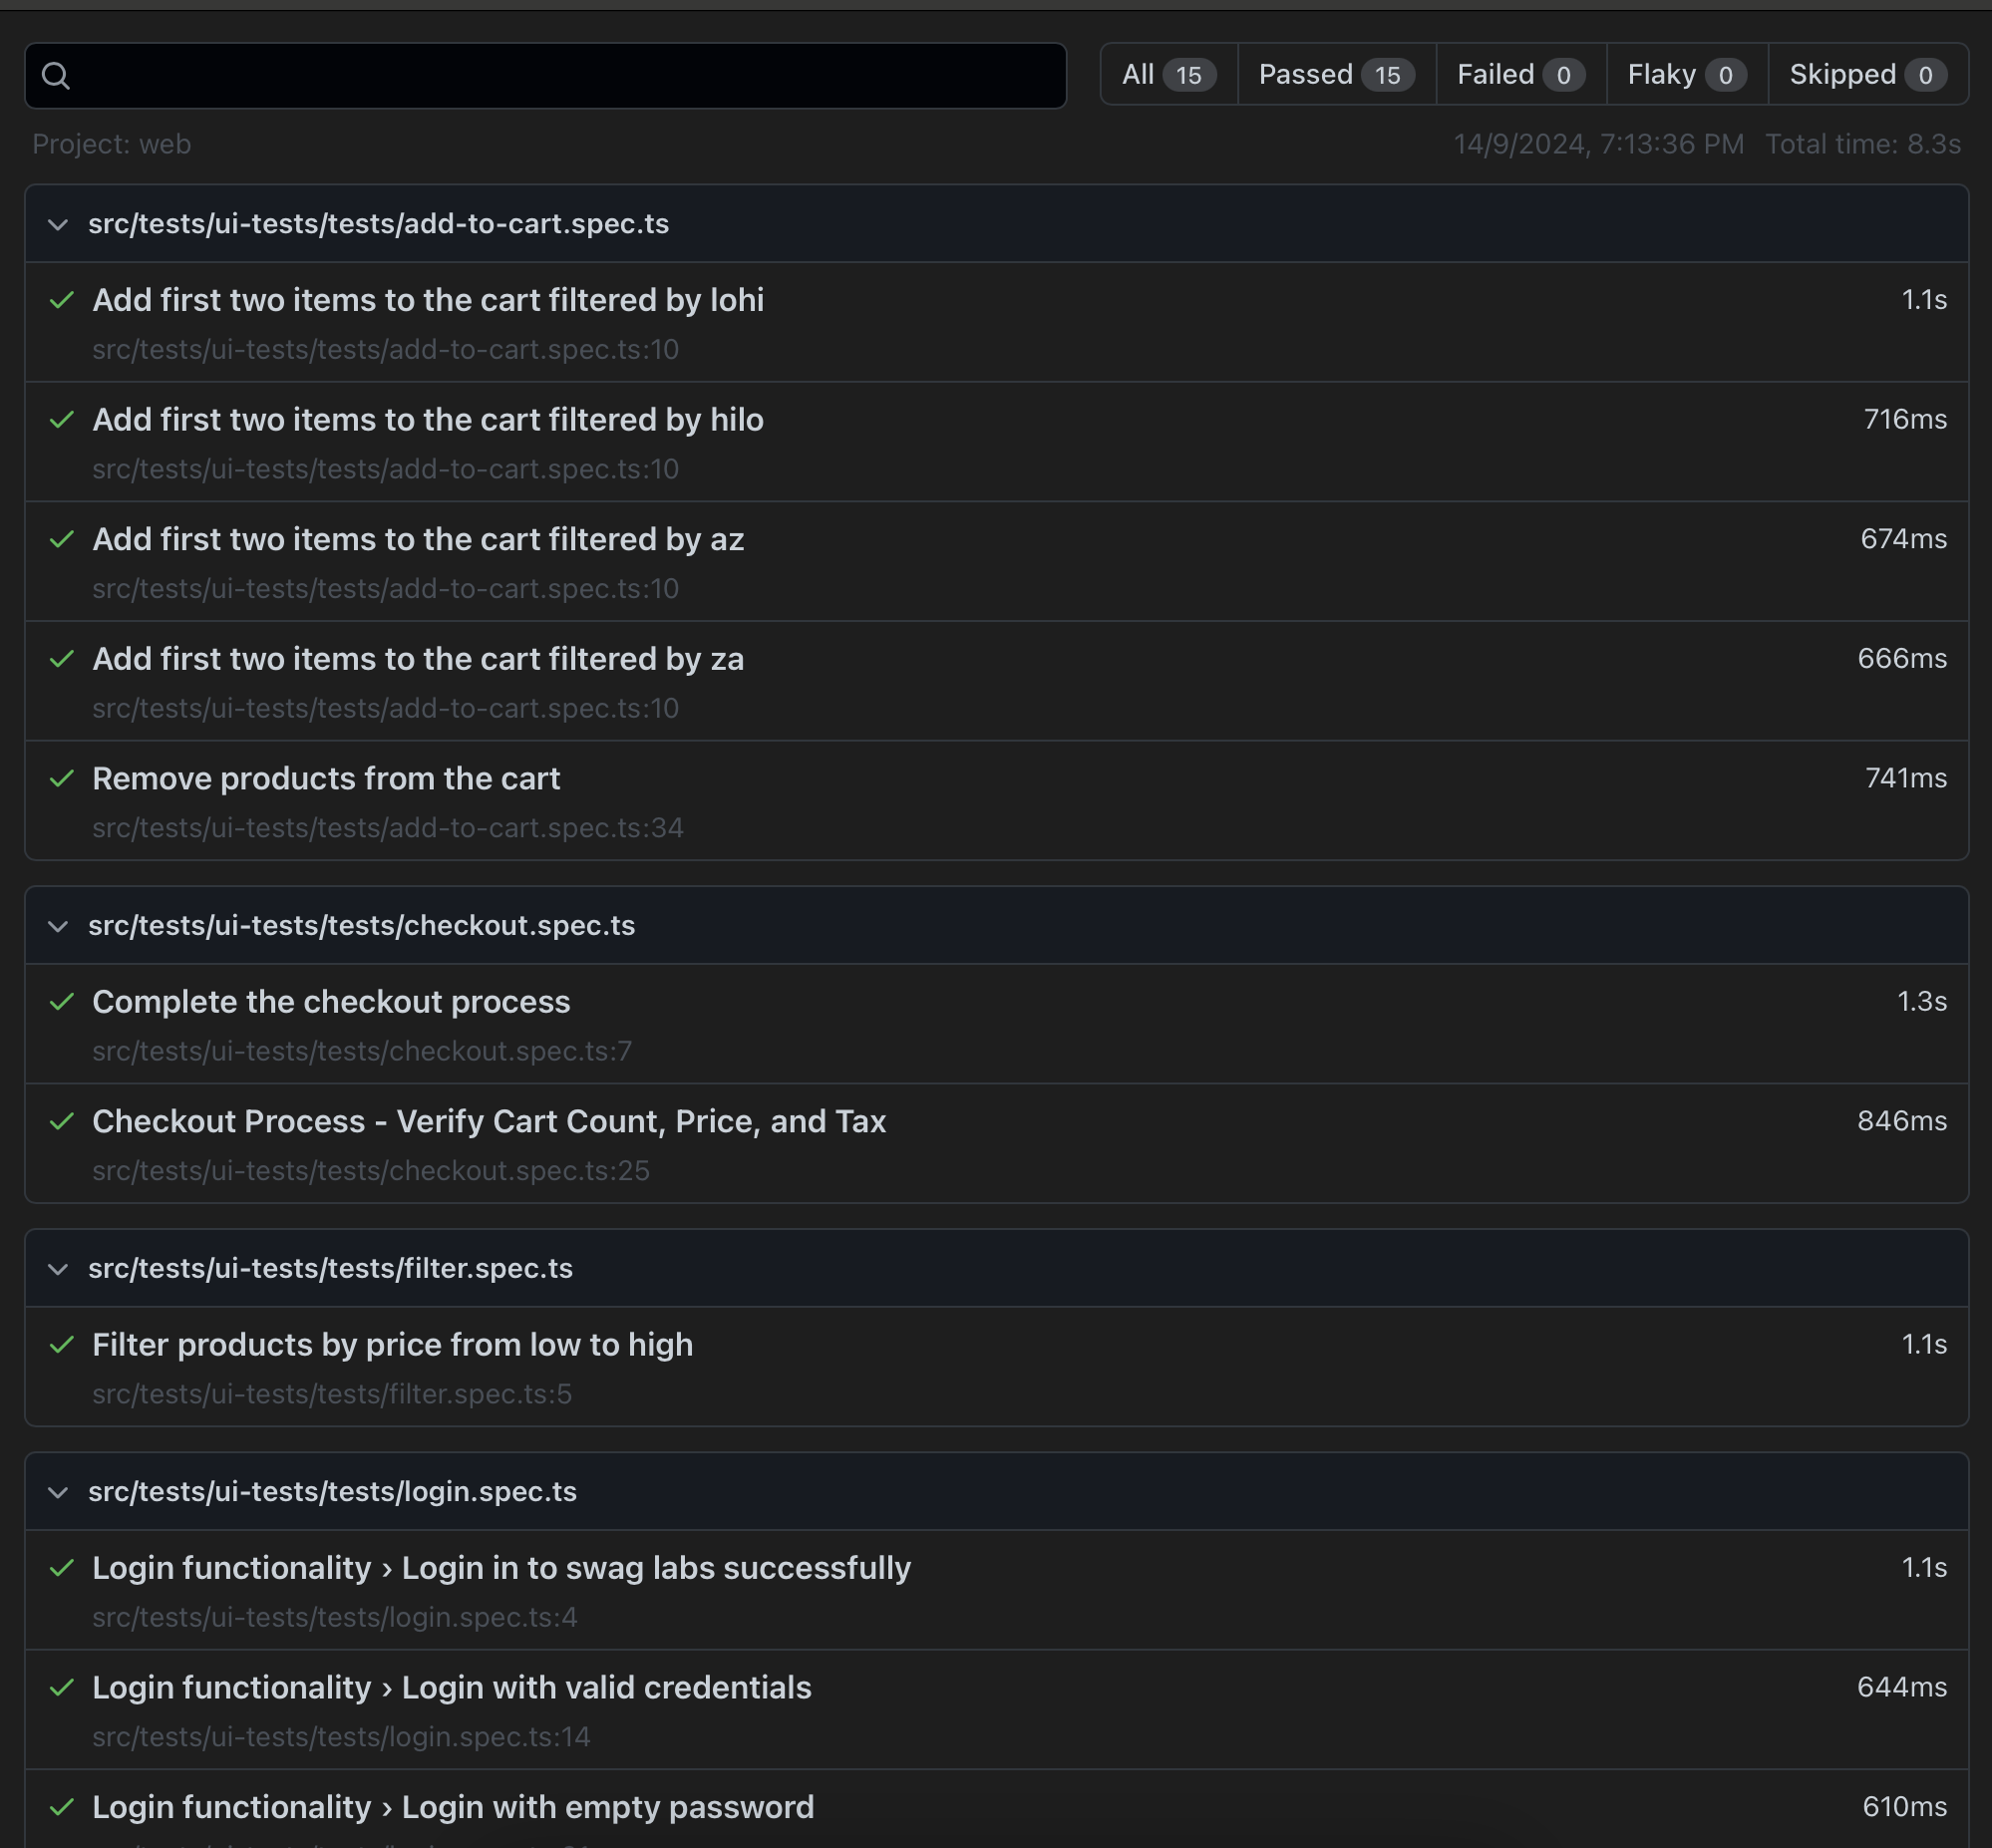 All 15 Passed 15 Failed 0 Flaky 0 Skipped 0
Project: web 14/9/2024, 7:13:36 PM Total time: 8.3s
src/tests/ui-tests/tests/add-to-cart.spec.ts
Add first two items to the cart filtered by lohi 1.1s
src/tests/ui-tests/tests/add-to-cart.spec.ts:10
Add first two items to the cart filtered by hilo 716ms
src/tests/ui-tests/tests/add-to-cart.spec.ts:10
Add first two items to the cart filtered by az 674ms
src/tests/ui-tests/tests/add-to-cart.spec.ts:10
Add first two items to the cart filtered by za 666ms
src/tests/ui-tests/tests/add-to-cart.spec.ts:10
Remove products from the cart 741ms
src/tests/ui-tests/tests/add-to-cart.spec.ts:34
src/tests/ui-tests/tests/checkout.spec.ts
Complete the checkout process 1.3s
src/tests/ui-tests/tests/checkout.spec.ts:7
Checkout Process - Verify Cart Count, Price, and Tax 846ms
src/tests/ui-tests/tests/checkout.spec.ts:25
src/tests/ui-tests/tests/filter.spec.ts
Filter products by price from low to high 1.1s
src/tests/ui-tests/tests/filter.spec.ts:5
src/tests/ui-tests/tests/login.spec.ts
Login functionality › Login in to swag labs successfully 1.1s
src/tests/ui-tests/tests/login.spec.ts:4
Login functionality › Login with valid credentials 644ms
src/tests/ui-tests/tests/login.spec.ts:14
Login functionality › Login with empty password 610ms